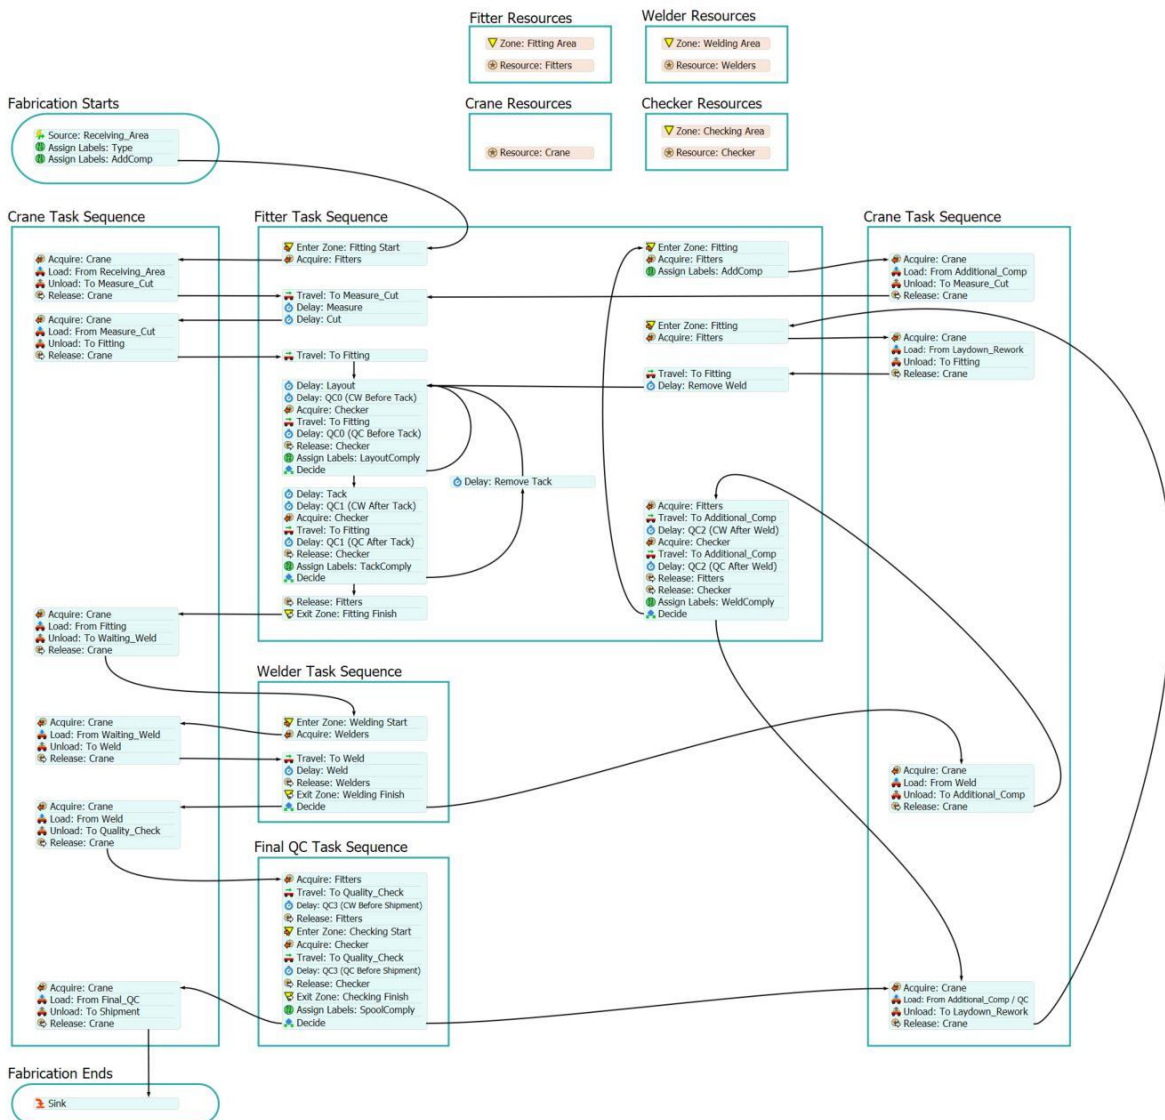 Fitter Resources
Zone: Fitting Area
Resource: Fitters
Welder Resources
Zone: Welding Area
Resource: Welders
Crane Resources
Resource: Crane
Checker Resources
Zone: Checking Area
Resource: Checker
Fabrication Starts
Source: Receiving_Area
Assign Labels: Type
Assign Labels: AddComp
Crane Task Sequence
Acquire: Crane
Load: From Receiving_Area
Unload: To Measure_Cut
Release: Crane
Acquire: Crane
Load: From Measure_Cut
Unload: To Fitting
Release: Crane
Acquire: Crane
Load: From Fitting
Unload: To Waiting_Weld
Release: Crane
Acquire: Crane
Load: From Waiting_Weld
Unload: To Weld
Release: Crane
Acquire: Crane
Load: From Weld
Unload: To Quality_Check
Release: Crane
Acquire: Crane
Load: From Final_QC
Unload: To Shipment
Release: Crane
Fitter Task Sequence
Enter Zone: Fitting Start
Acquire: Fitters
Travel: To Measure_Cut
Delay: Measure
Delay: Cut
Travel: To Fitting
Delay: Layout
Delay: QC0 (CW Before Tack)
Acquire: Checker
Travel: To Fitting
Delay: QC0 (QC Before Tack)
Release: Checker
Assign Labels: LayoutComply
Decide
Delay: Tack
Delay: QC1 (CW After Tack)
Acquire: Checker
Travel: To Fitting
Delay: QC1 (QC After Tack)
Release: Checker
Assign Labels: TackComply
Decide
Release: Fitters
Exit Zone: Fitting Finish
Delay: Remove Tack
Enter Zone: Fitting
Acquire: Fitters
Assign Labels: AddComp
Enter Zone: Fitting
Acquire: Fitters
Travel: To Fitting
Delay: Remove Weld
Acquire: Fitters
Travel: To Additional_Comp
Delay: QC2 (CW After Weld)
Acquire: Checker
Travel: To Additional_Comp
Delay: QC2 (QC After Weld)
Release: Fitters
Release: Checker
Assign Labels: WeldComply
Decide
Welder Task Sequence
Enter Zone: Welding Start
Acquire: Welders
Travel: To Weld
Delay: Weld
Release: Welders
Exit Zone: Welding Finish
Decide
Final QC Task Sequence
Acquire: Fitters
Travel: To Quality_Check
Delay: QC3 (CW Before Shipment)
Release: Fitters
Enter Zone: Checking Start
Acquire: Checker
Travel: To Quality_Check
Delay: QC3 (QC Before Shipment)
Release: Checker
Exit Zone: Checking Finish
Assign Labels: SpoolComply
Decide
Crane Task Sequence
Acquire: Crane
Load: From Additional_Comp
Unload: To Measure_Cut
Release: Crane
Acquire: Crane
Load: From Laydown_Rework
Unload: To Fitting
Release: Crane
Acquire: Crane
Load: From Weld
Unload: To Additional_Comp
Release: Crane
Acquire: Crane
Load: From Additional_Comp / QC
Unload: To Laydown_Rework
Release: Crane
Fabrication Ends
Sink